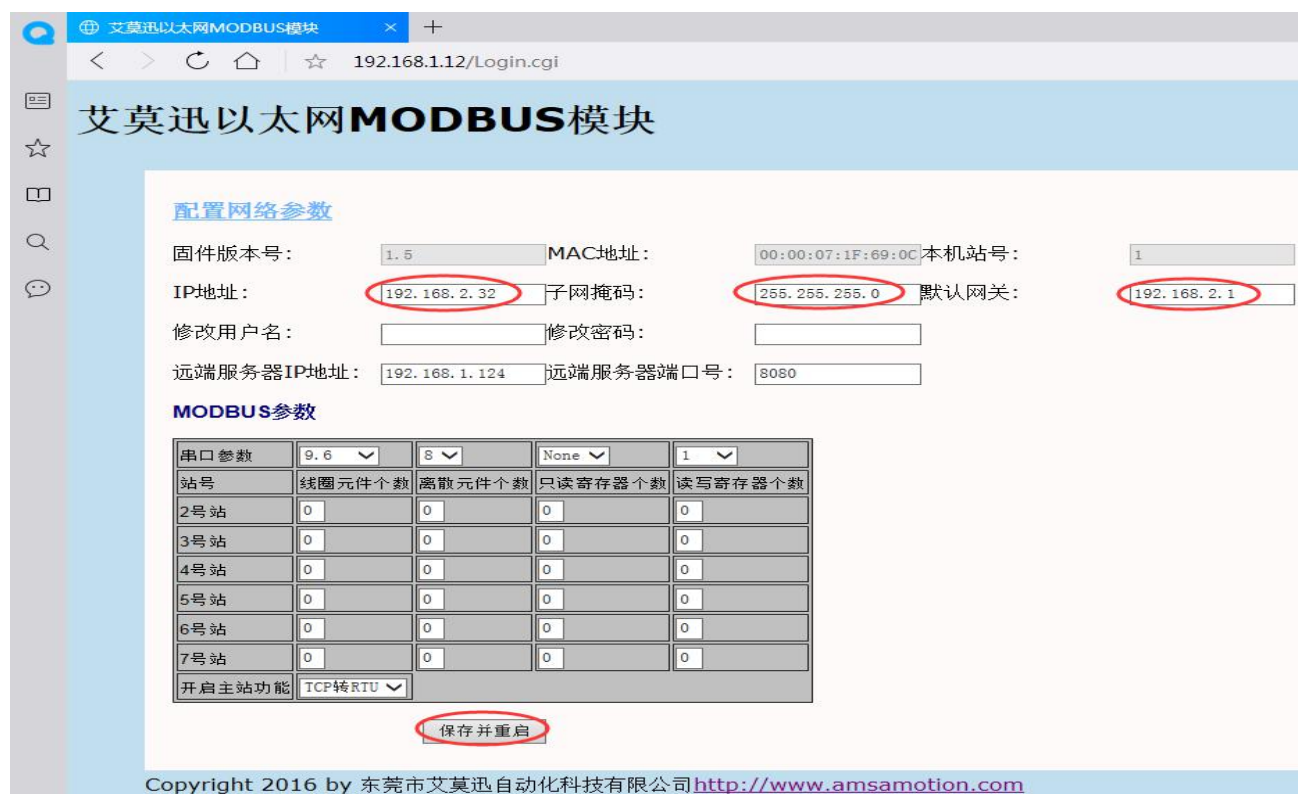 艾莫迅以太网MODBUS模块
192.168.1.12/Login.cgi
艾莫迅以太网MODBUS模块
配置网络参数
固件版本号: 1.5 MAC地址: 00:00:07:1F:69:0C 本机站号: 1
IP地址: 192.168.2.32 子网掩码: 255.255.255.0 默认网关: 192.168.2.1
修改用户名: 修改密码:
远端服务器IP地址: 192.168.1.124 远端服务器端口号: 8080
MODBUS参数
串口参数 9.6 8 None 1
站号 线圈元件个数 离散元件个数 只读寄存器个数 读写寄存器个数
2号站 0 0 0 0
3号站 0 0 0 0
4号站 0 0 0 0
5号站 0 0 0 0
6号站 0 0 0 0
7号站 0 0 0 0
开启主站功能 TCP转RTU
保存并重启
Copyright 2016 by 东莞市艾莫迅自动化科技有限公司http://www.amsamotion.com